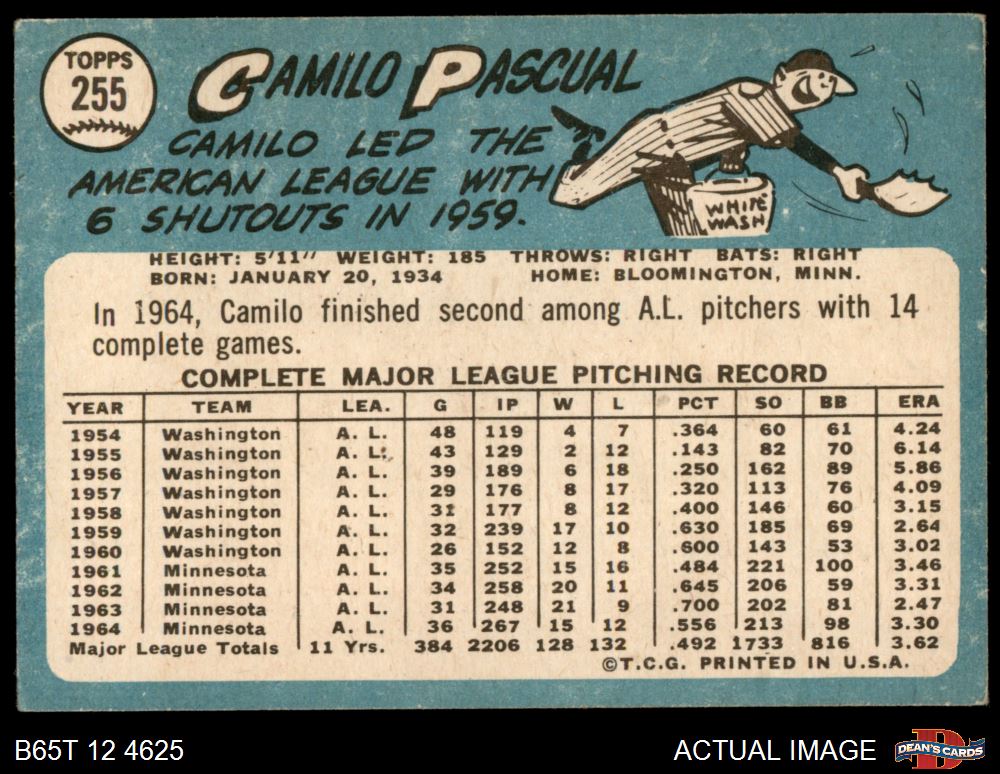 TOPPS
255
CAMILO PASCUAL
CAMILO LED THE
AMERICAN LEAGUE WITH
6 SHUTOUTS IN 1959.
WHITE
WASH
HEIGHT: 5'11" WEIGHT: 185 THROWS: RIGHT BATS: RIGHT
BORN: JANUARY 20, 1934 HOME: BLOOMINGTON, MINN.
In 1964, Camilo finished second among A.L. pitchers with 14
complete games.
COMPLETE MAJOR LEAGUE PITCHING RECORD
YEAR TEAM LEA. G IP W L PCT SO BB ERA
1954 Washington A. L. 48 119 4 7 .364 60 61 4.24
1955 Washington A. L. 43 129 2 12 .143 82 70 6.14
1956 Washington A. L. 39 189 6 18 .250 162 89 5.86
1957 Washington A. L. 29 176 8 17 .320 113 76 4.09
1958 Washington A. L. 31 177 8 12 .400 146 60 3.15
1959 Washington A. L. 32 239 17 10 .630 185 69 2.64
1960 Washington A. L. 26 152 12 8 .600 143 53 3.02
1961 Minnesota A. L. 35 252 15 16 .484 221 100 3.46
1962 Minnesota A. L. 34 258 20 11 .645 206 59 3.31
1963 Minnesota A. L. 31 248 21 9 .700 202 81 2.47
1964 Minnesota A. L. 36 267 15 12 .556 213 98 3.30
Major League Totals 11 Yrs. 384 2206 128 132 .492 1733 816 3.62
©T.C.G. PRINTED IN U.S.A.
B65T 12 4625
ACTUAL IMAGE
DEAN'S CARDS